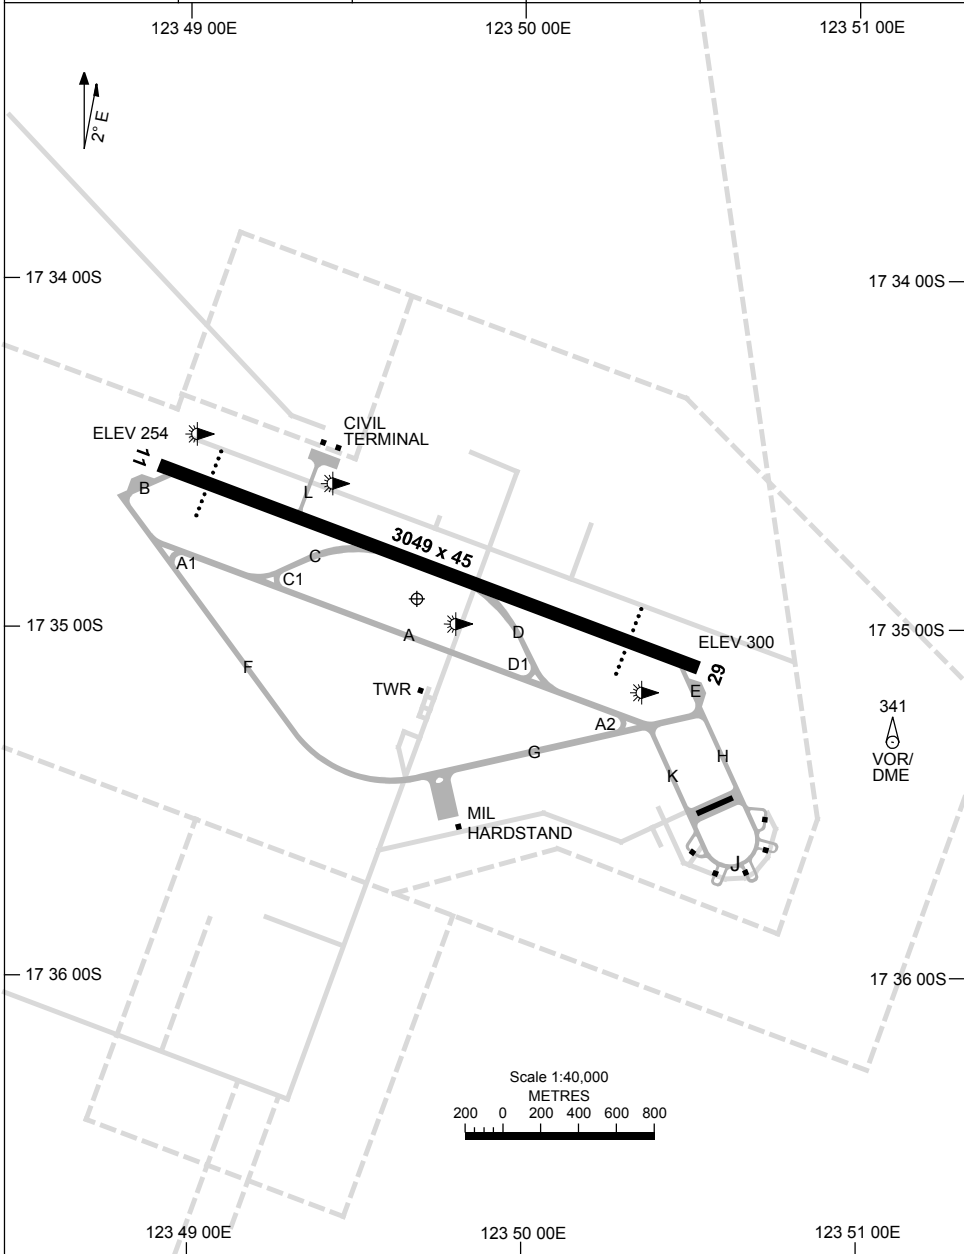 123 49 00E
123 50 00E
123 51 00E
2° E
17 34 00S
17 34 00S
CIVIL
TERMINAL
ELEV 254
11
B
L
3049 x 45
C
A1
C1
17 35 00S
17 35 00S
A
D
ELEV 300
F
D1
29
TWR
E
341
A2
G
H
VOR/
DME
K
MIL
HARDSTAND
J
17 36 00S
17 36 00S
Scale 1:40,000
METRES
200 0 200 400 600 800
123 49 00E
123 50 00E
123 51 00E